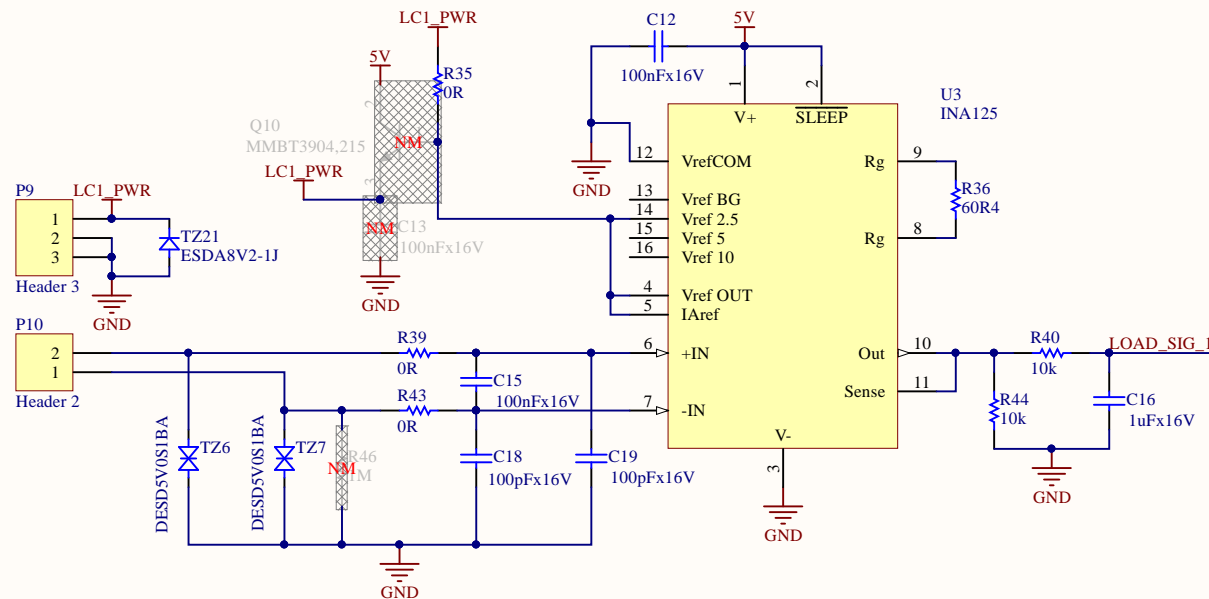 LC1_PWR
C12
5V
100nFx16V
5V
R35
0R
2
Q10
MMBT3904,215
NM
LC1_PWR
3
NM
C13
100nFx16V
GND
GND
U3
INA125
1
2
V+
SLEEP
12
VrefCOM
13
Vref BG
14
Vref 2.5
15
Vref 5
16
Vref 10
4
Vref OUT
5
IAref
6
+IN
7
-IN
Rg
9
Rg
8
R36
60R4
Out
10
Sense
11
V-
3
GND
P9
LC1_PWR
1
2
3
TZ21
ESDA8V2-1J
Header 3
GND
P10
2
1
Header 2
R39
0R
C15
100nFx16V
R43
0R
DESD5V0S1BA
TZ6
DESD5V0S1BA
TZ7
NM
R46
1M
C18
100pFx16V
C19
100pFx16V
GND
R40
10k
LOAD_SIG_1
R44
10k
C16
1uFx16V
GND